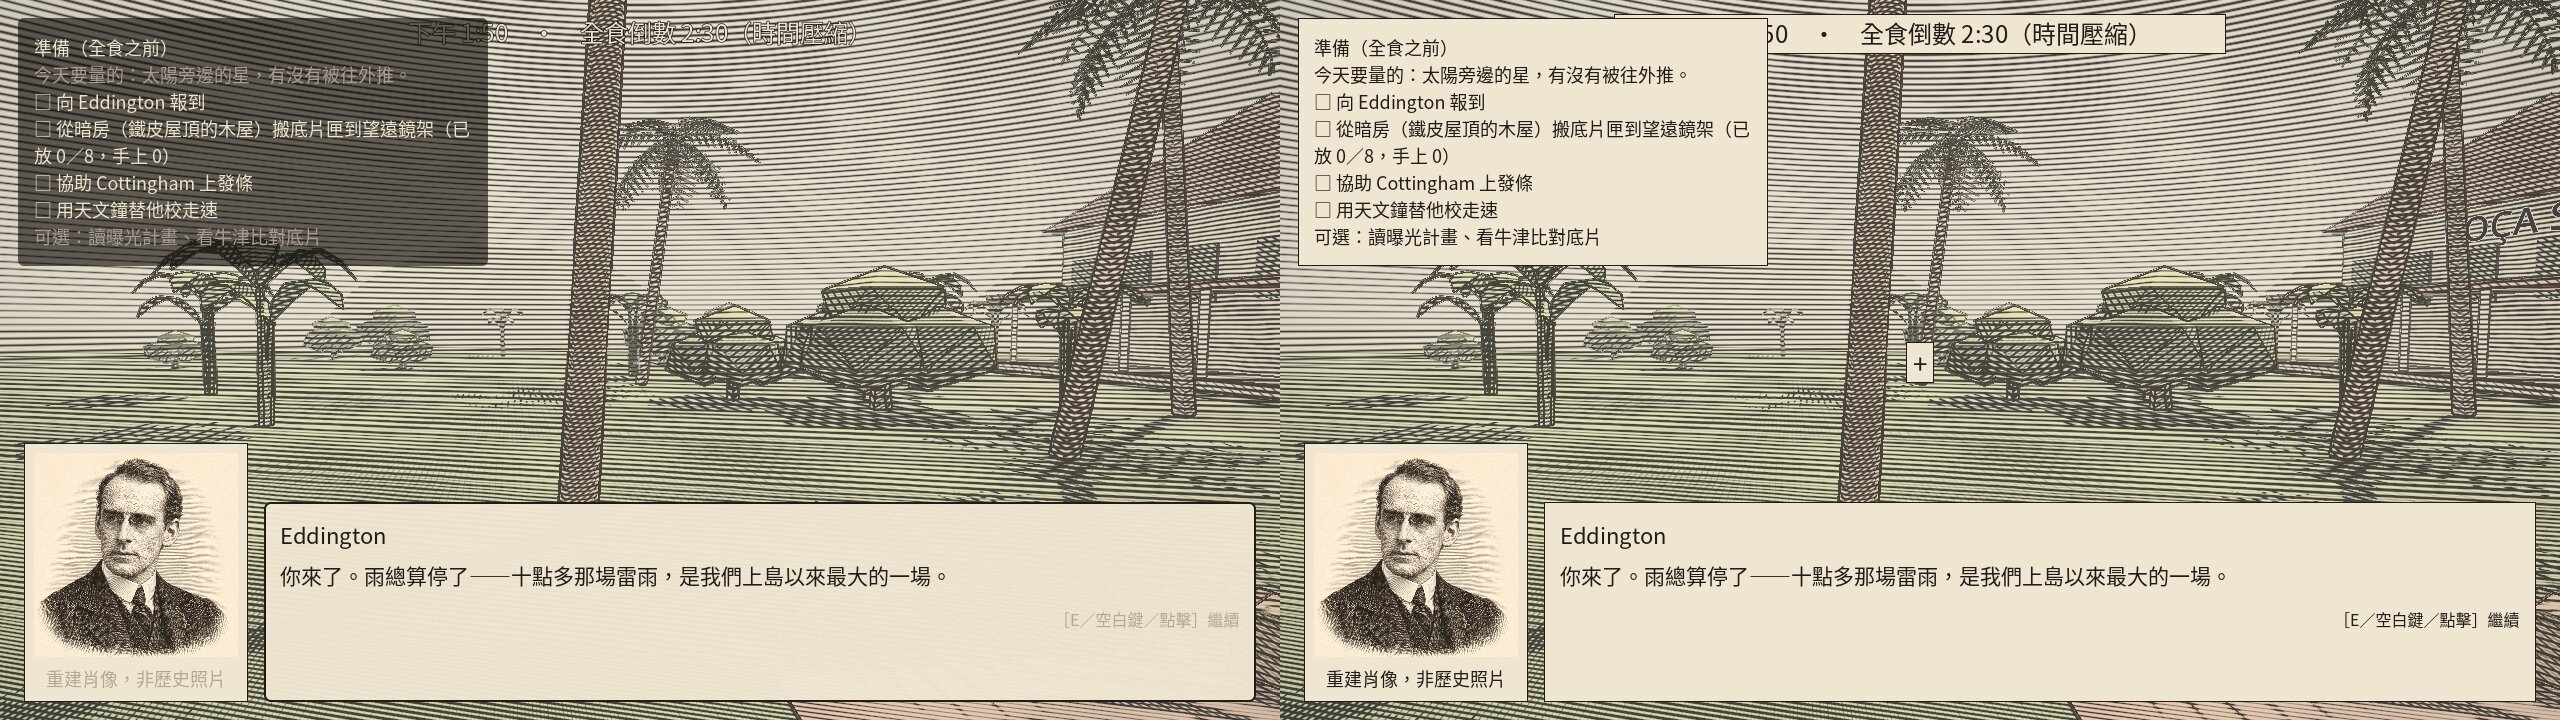 下午 1:50 · 全食倒數 2:30（時間壓縮）
準備（全食之前）
今天要量的：太陽旁邊的星，有沒有被往外推。
□ 向 Eddington 報到
□ 從暗房（鐵皮屋頂的木屋）搬底片匣到望遠鏡架（已
放 0／8，手上 0）
□ 協助 Cottingham 上發條
□ 用天文鐘替他校走速
可選：讀曝光計畫、看牛津比對底片
Eddington
你來了。雨總算停了——十點多那場雷雨，是我們上島以來最大的一場。
［E／空白鍵／點擊］繼續
重建肖像，非歷史照片
50 · 全食倒數 2:30（時間壓縮）
準備（全食之前）
今天要量的：太陽旁邊的星，有沒有被往外推。
□ 向 Eddington 報到
□ 從暗房（鐵皮屋頂的木屋）搬底片匣到望遠鏡架（已
放 0／8，手上 0）
□ 協助 Cottingham 上發條
□ 用天文鐘替他校走速
可選：讀曝光計畫、看牛津比對底片
OÇA S
+
Eddington
你來了。雨總算停了——十點多那場雷雨，是我們上島以來最大的一場。
［E／空白鍵／點擊］繼續
重建肖像，非歷史照片